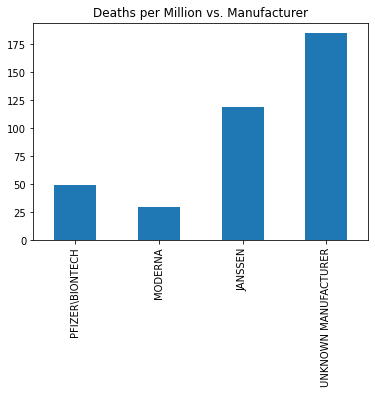 Deaths per Million vs. Manufacturer
175
150
125
100
75
50
25
0
PFIZER\BIONTECH
MODERNA
JANSSEN
UNKNOWN MANUFACTURER